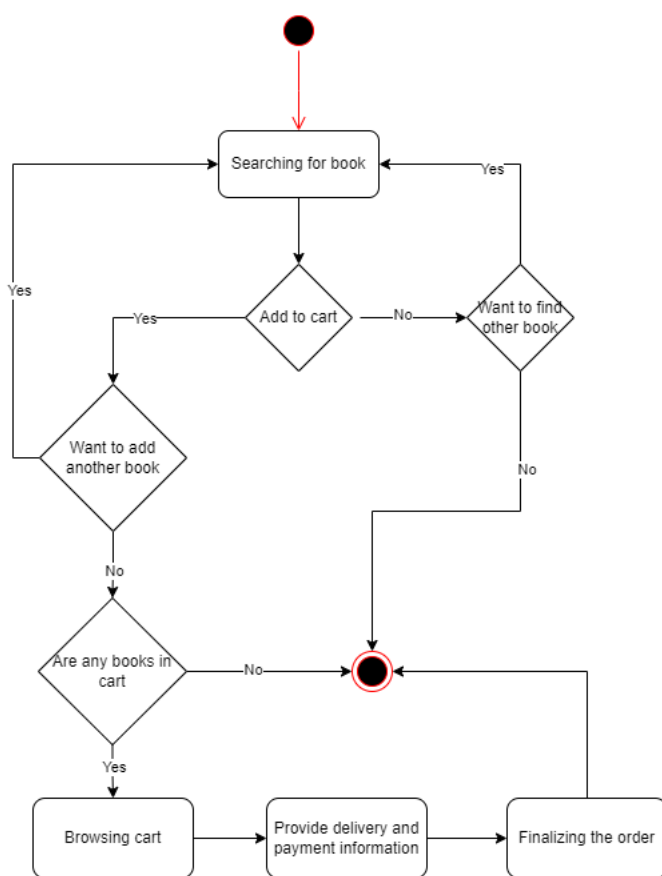 Searching for book
Yes
Yes
Add to cart
Yes
No
Want to find
other book
Want to add
another book
No
No
Are any books in
cart
No
Yes
Browsing cart
Provide delivery and
payment information
Finalizing the order